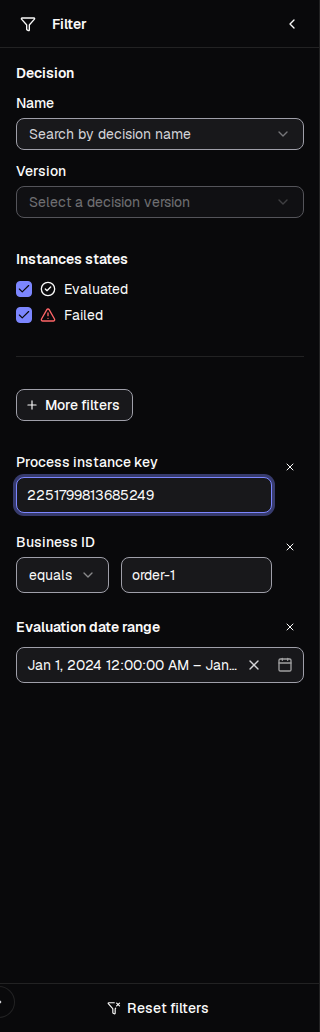 Filter
Decision
Name
Search by decision name
Version
Select a decision version
Instances states
Evaluated
Failed
More filters
Process instance key
2251799813685249
Business ID
equals
order-1
Evaluation date range
Jan 1, 2024 12:00:00 AM – Jan...
Reset filters